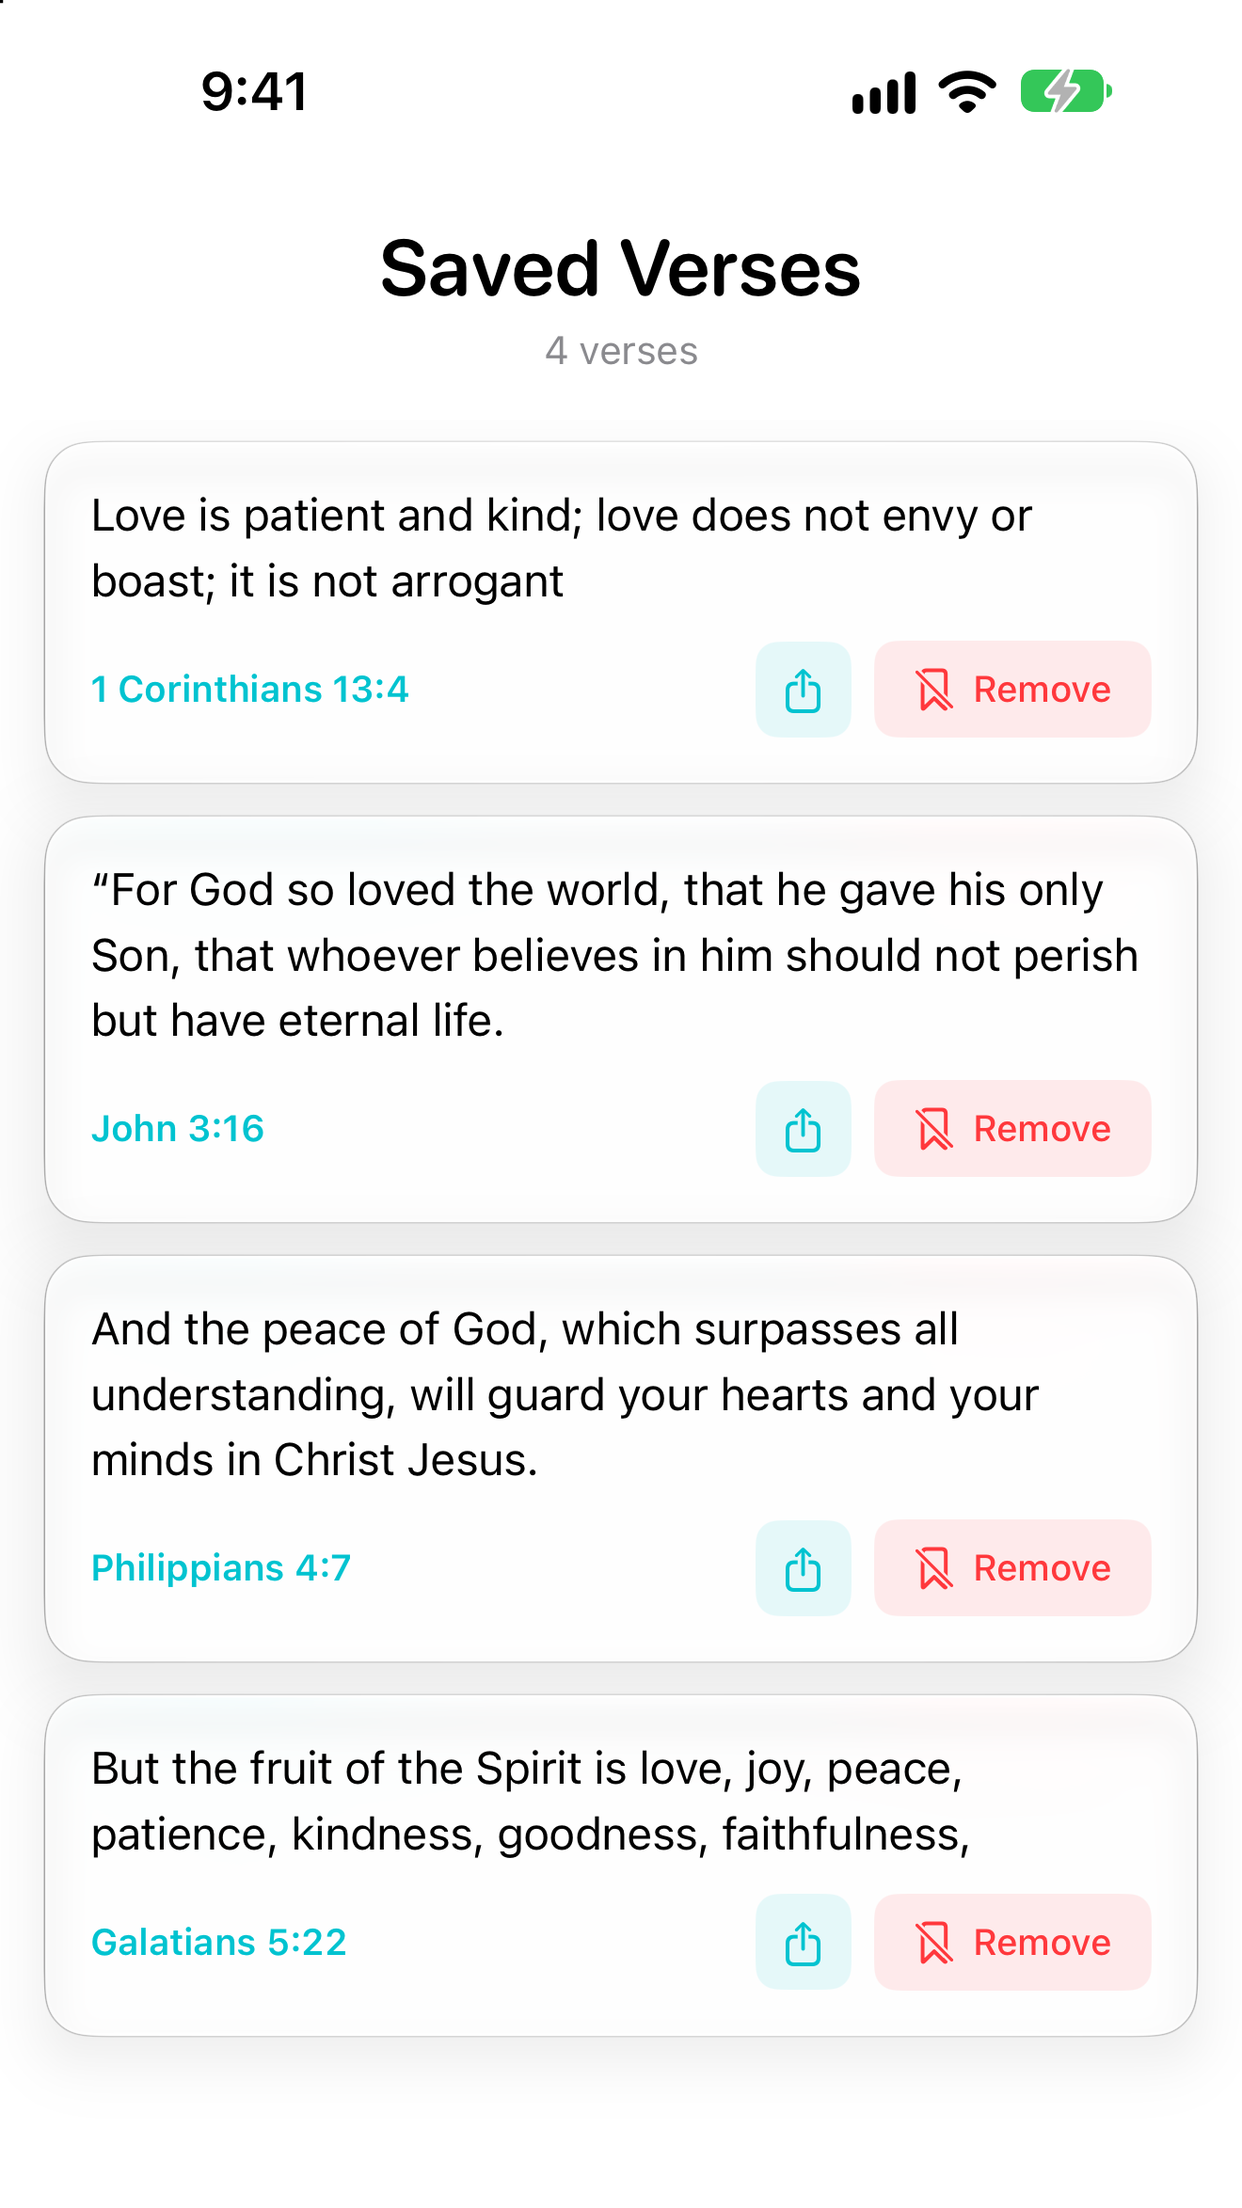 9:41
Saved Verses
4 verses
Love is patient and kind; love does not envy or
boast; it is not arrogant
1 Corinthians 13:4
Remove
“For God so loved the world, that he gave his only
Son, that whoever believes in him should not perish
but have eternal life.
John 3:16
Remove
And the peace of God, which surpasses all
understanding, will guard your hearts and your
minds in Christ Jesus.
Philippians 4:7
Remove
But the fruit of the Spirit is love, joy, peace,
patience, kindness, goodness, faithfulness,
Galatians 5:22
Remove